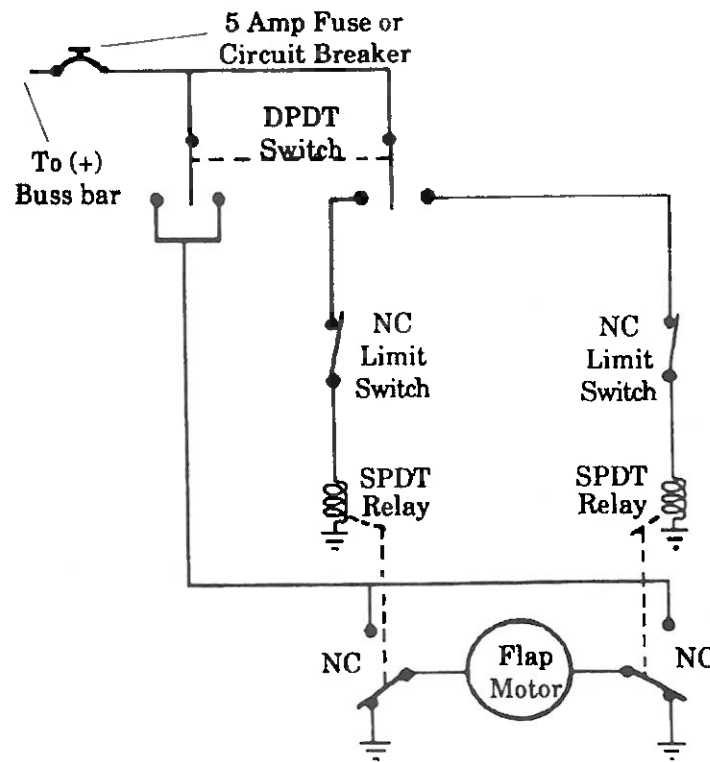 5 Amp Fuse or
Circuit Breaker
DPDT
Switch
To (+)
Buss bar
NC
Limit
Switch
NC
Limit
Switch
SPDT
Relay
SPDT
Relay
NC
Flap
Motor
NC